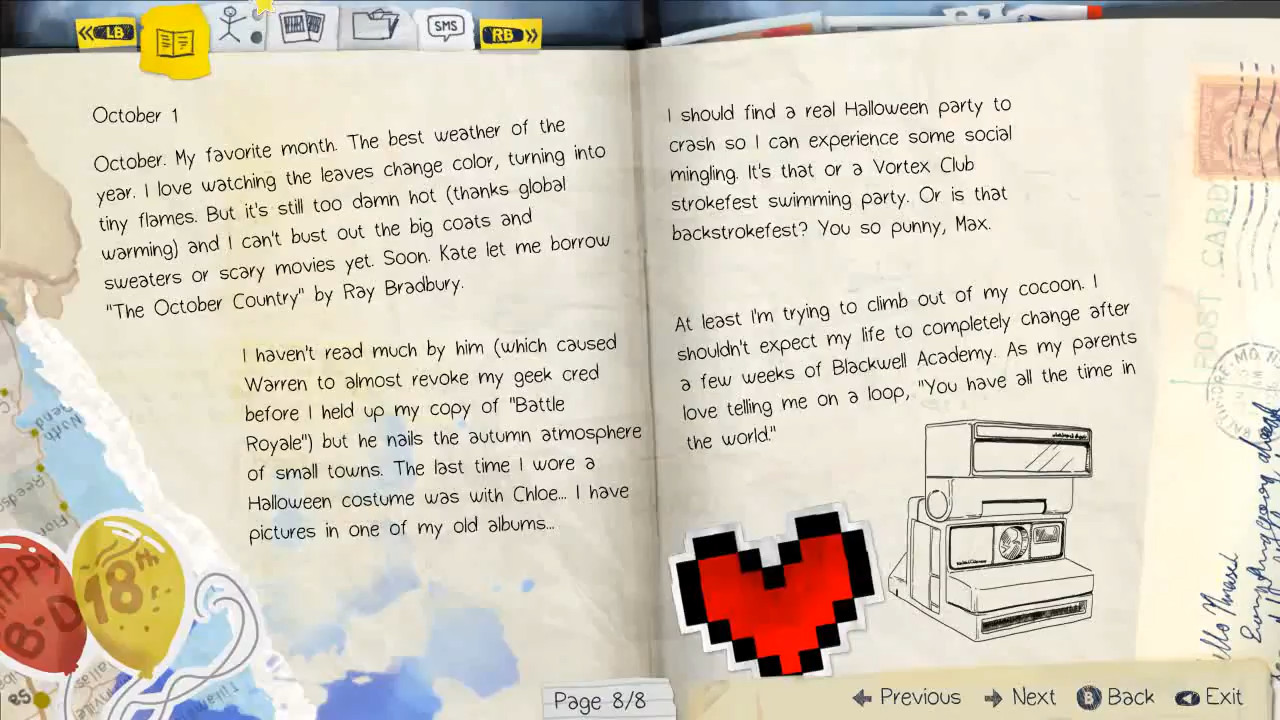 LB
SMS
RB
October 1
October. My favorite month. The best weather of the
year. I love watching the leaves change color, turning into
tiny flames. But it's still too damn hot (thanks global
warming) and I can't bust out the big coats and
sweaters or scary movies yet. Soon. Kate let me borrow
"The October Country" by Ray Bradbury.
I haven't read much by him (which caused
Warren to almost revoke my geek cred
before I held up my copy of "Battle
Royale") but he nails the autumn atmosphere
of small towns. The last time I wore a
Halloween costume was with Chloe... I have
pictures in one of my old albums...
I should find a real Halloween party to
crash so I can experience some social
mingling. It's that or a Vortex Club
strokefest swimming party. Or is that
backstrokefest? You so punny, Max.
At least I'm trying to climb out of my cocoon. I
shouldn't expect my life to completely change after
a few weeks of Blackwell Academy. As my parents
love telling me on a loop, "You have all the time in
the world."
POST CARD
North
Bend
18th
B-D
Page 8/8
Previous
Next
B Back
Exit